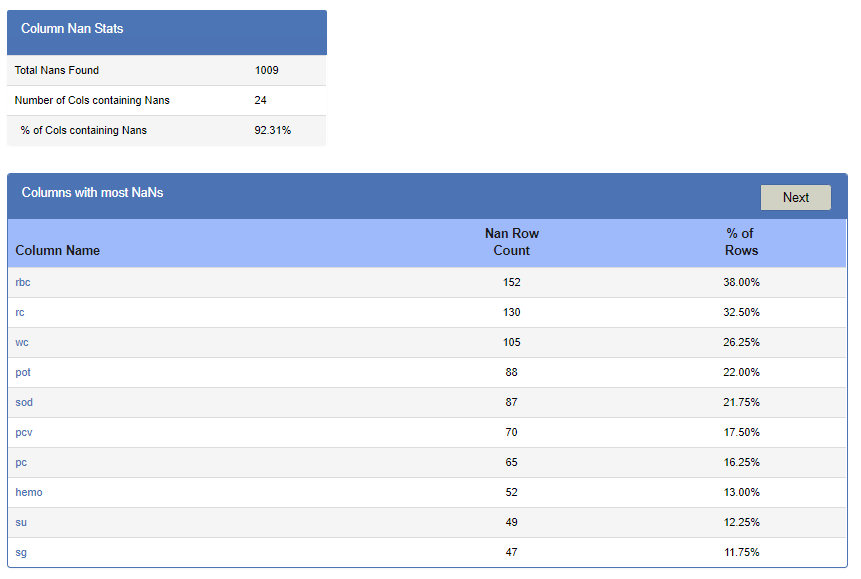 Column Nan Stats
Total Nans Found 1009
Number of Cols containing Nans 24
% of Cols containing Nans 92.31%
Columns with most NaNs
Next
Column Name Nan Row Count % of Rows
rbc 152 38.00%
rc 130 32.50%
wc 105 26.25%
pot 88 22.00%
sod 87 21.75%
pcv 70 17.50%
pc 65 16.25%
hemo 52 13.00%
su 49 12.25%
sg 47 11.75%